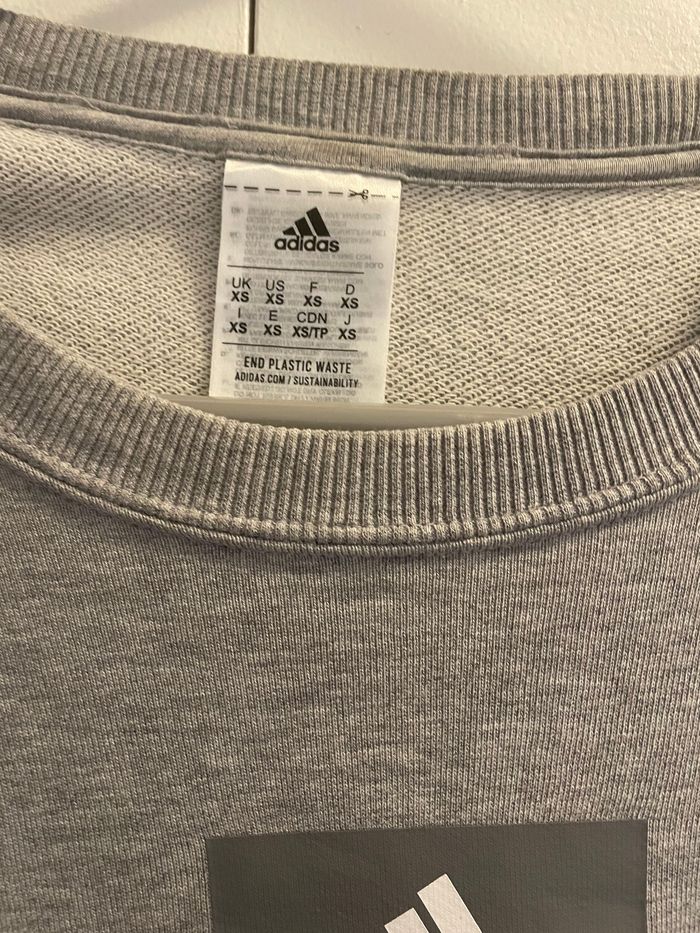 adidas
UK US F D
XS XS XS XS
I E CDN J
XS XS XS/TP XS
END PLASTIC WASTE
ADIDAS.COM / SUSTAINABILITY